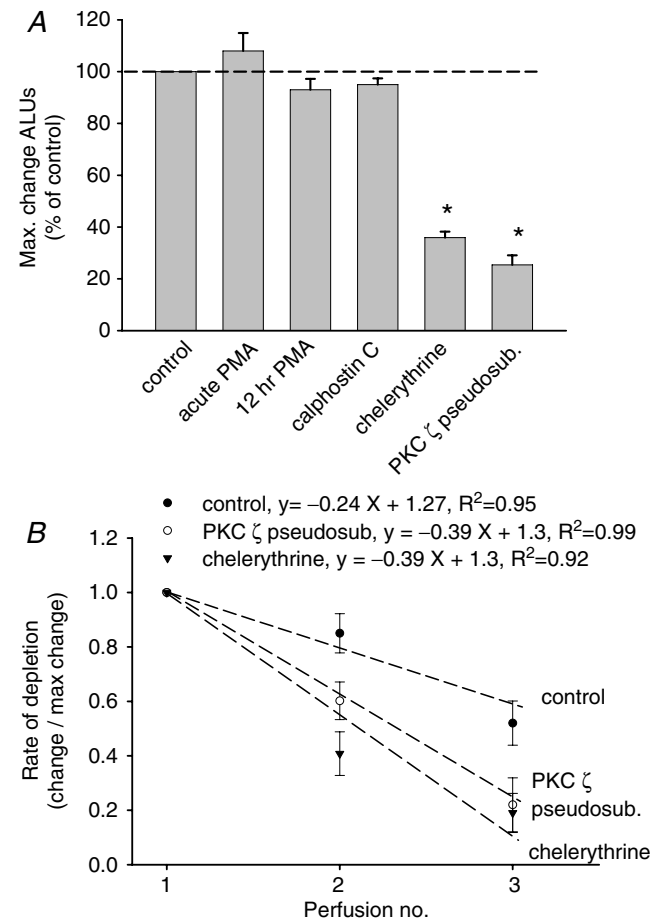 A
Max. change ALUs
(% of control)
120
100
80
60
40
20
0
*
*
control
acute PMA
12 hr PMA
calphostin C
chelerythrine
PKC ζ pseudosub.
B
control, y= −0.24 X + 1.27, R²=0.95
PKC ζ pseudosub, y = −0.39 X + 1.3, R²=0.99
chelerythrine, y = −0.39 X + 1.3, R²=0.92
Rate of depletion
(change / max change)
1.2
1.0
0.8
0.6
0.4
0.2
0.0
control
PKC ζ
pseudosub.
chelerythrine
1
2
3
Perfusion no.